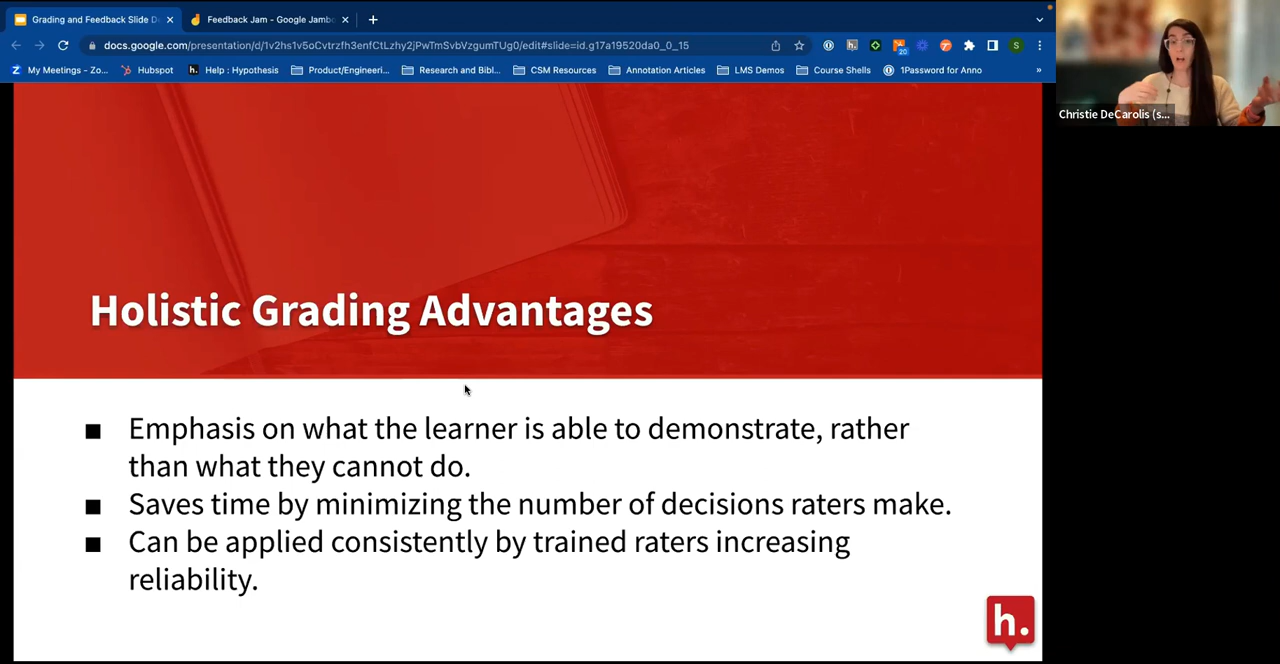 Grading and Feedback Slide D
Feedback Jam - Google Jambo
docs.google.com/presentation/d/1v2hs1v5oCvtrzfh3enfCtLzhy2jPwTmSvbVzgumTUg0/edit#slide=id.g17a19520da0_0_15
20
S
My Meetings - Zo...
Hubspot
h.
Help : Hypothesis
Product/Engineeri...
Research and Bibl...
CSM Resources
Annotation Articles
LMS Demos
Course Shells
1Password for Anno
»
Christie DeCarolis (s...
Holistic Grading Advantages
■ Emphasis on what the learner is able to demonstrate, rather
than what they cannot do.
■ Saves time by minimizing the number of decisions raters make.
■ Can be applied consistently by trained raters increasing
reliability.
h.